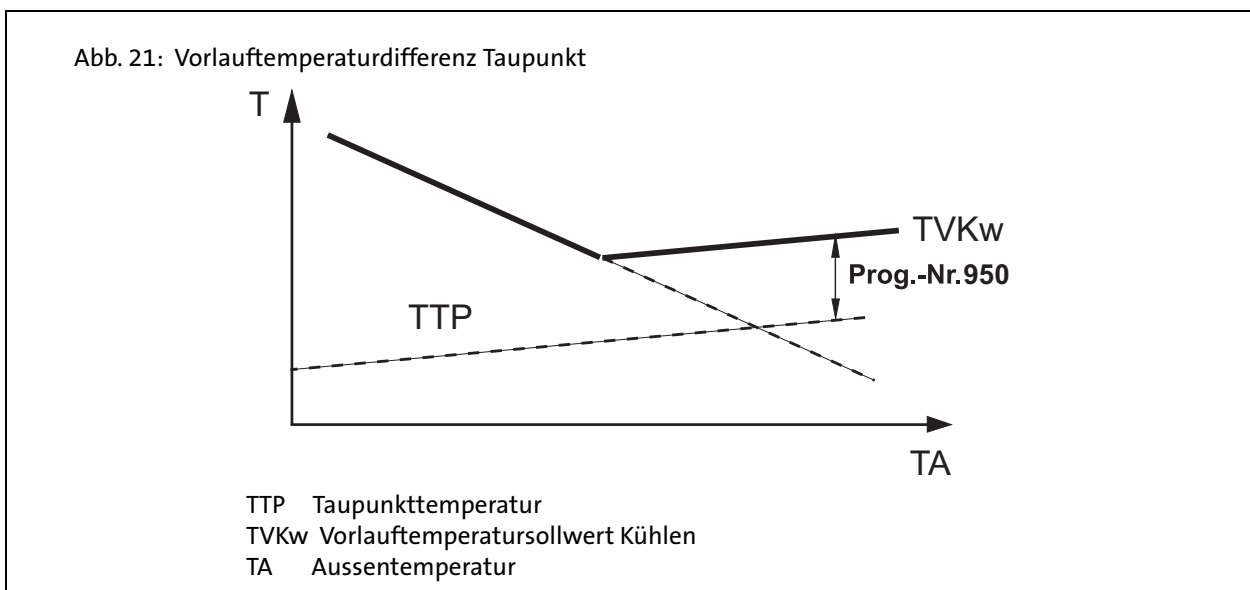 Abb. 21: Vorlauftemperaturdifferenz Taupunkt
T
TVKw
Prog.-Nr.950
TTP
TA
TTP Taupunkttemperatur
TVKw Vorlauftemperatursollwert Kühlen
TA Aussentemperatur